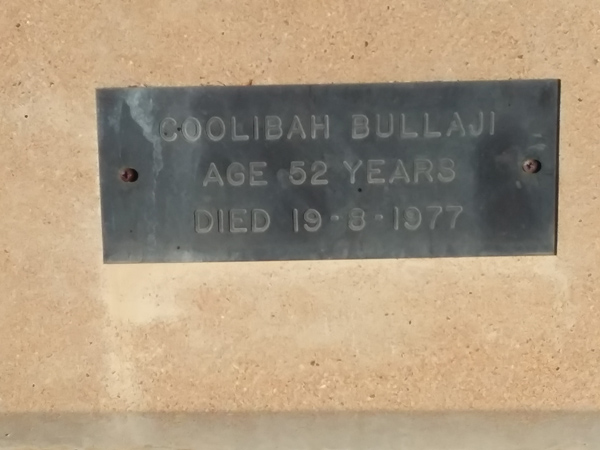 COOLIBAH BULLAJI
AGE 52 YEARS
DIED 19-8-1977